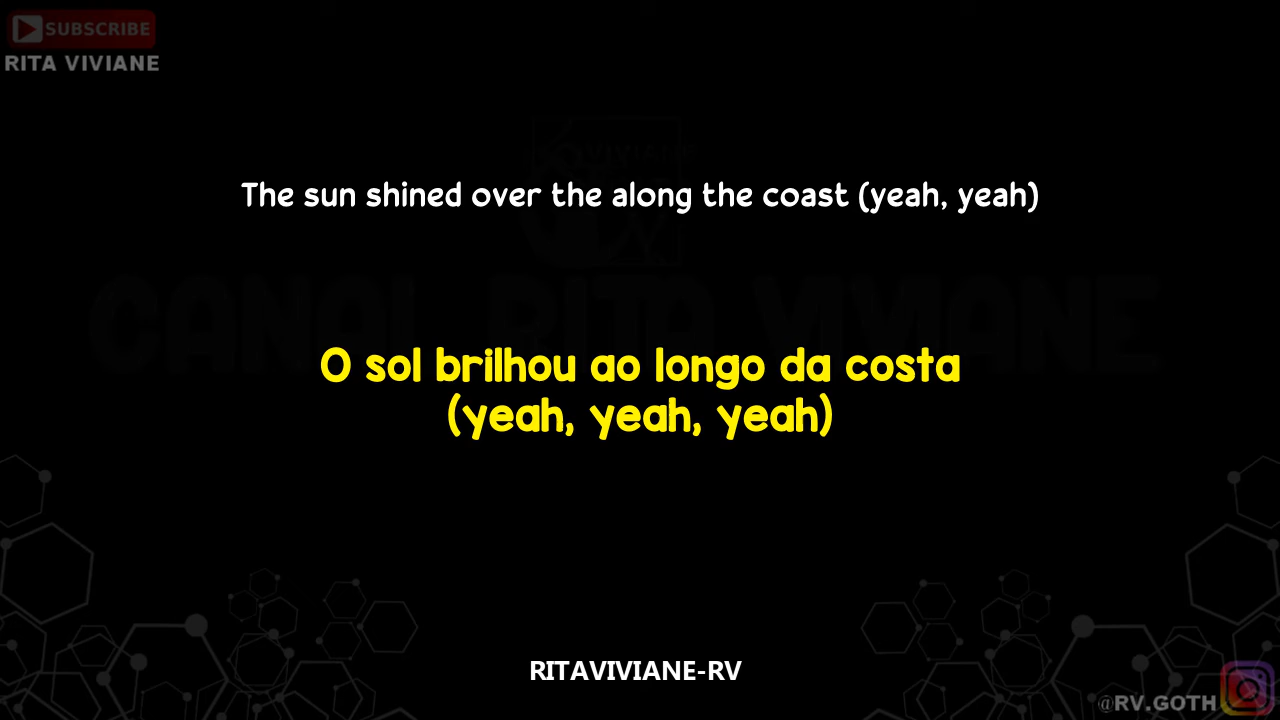 SUBSCRIBE
RITA VIVIANE
The sun shined over the along the coast (yeah, yeah)
CANAL RITA VIVIANE
O sol brilhou ao longo da costa
(yeah, yeah, yeah)
RITAVIVIANE-RV
@RV.GOTH